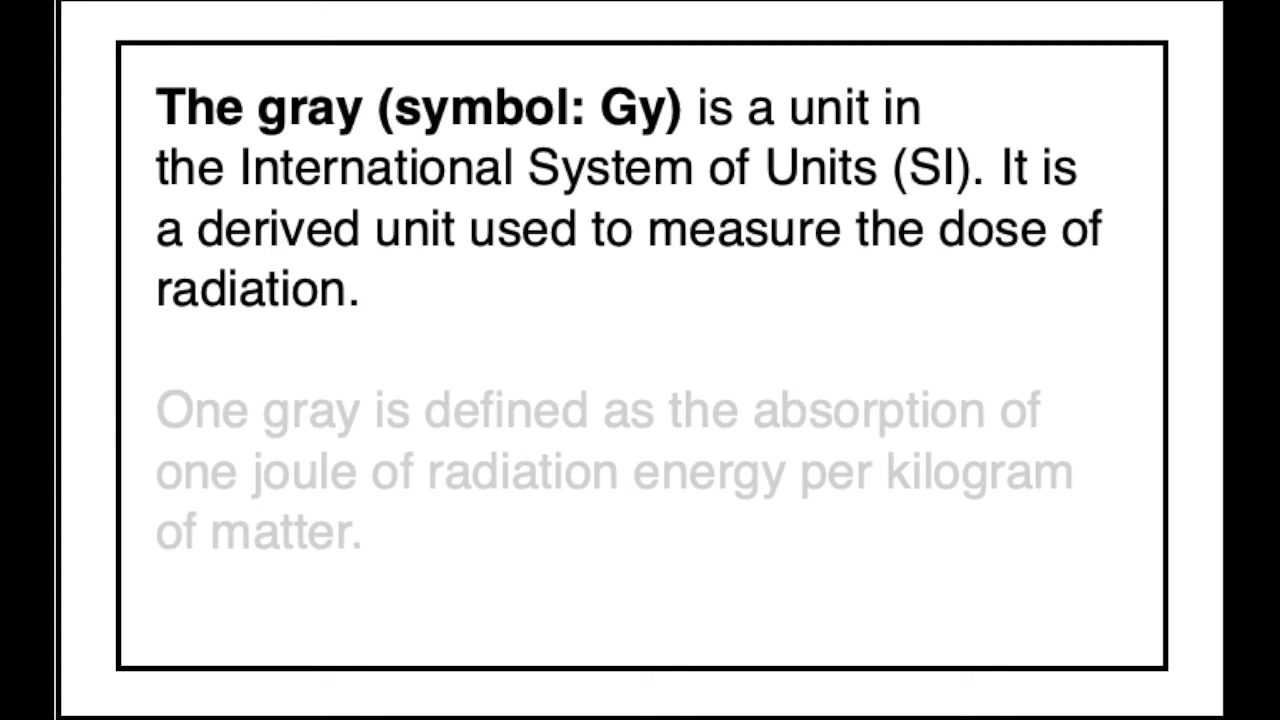 The gray (symbol: Gy) is a unit in
the International System of Units (SI). It is
a derived unit used to measure the dose of
radiation.
One gray is defined as the absorption of
one joule of radiation energy per kilogram
of matter.